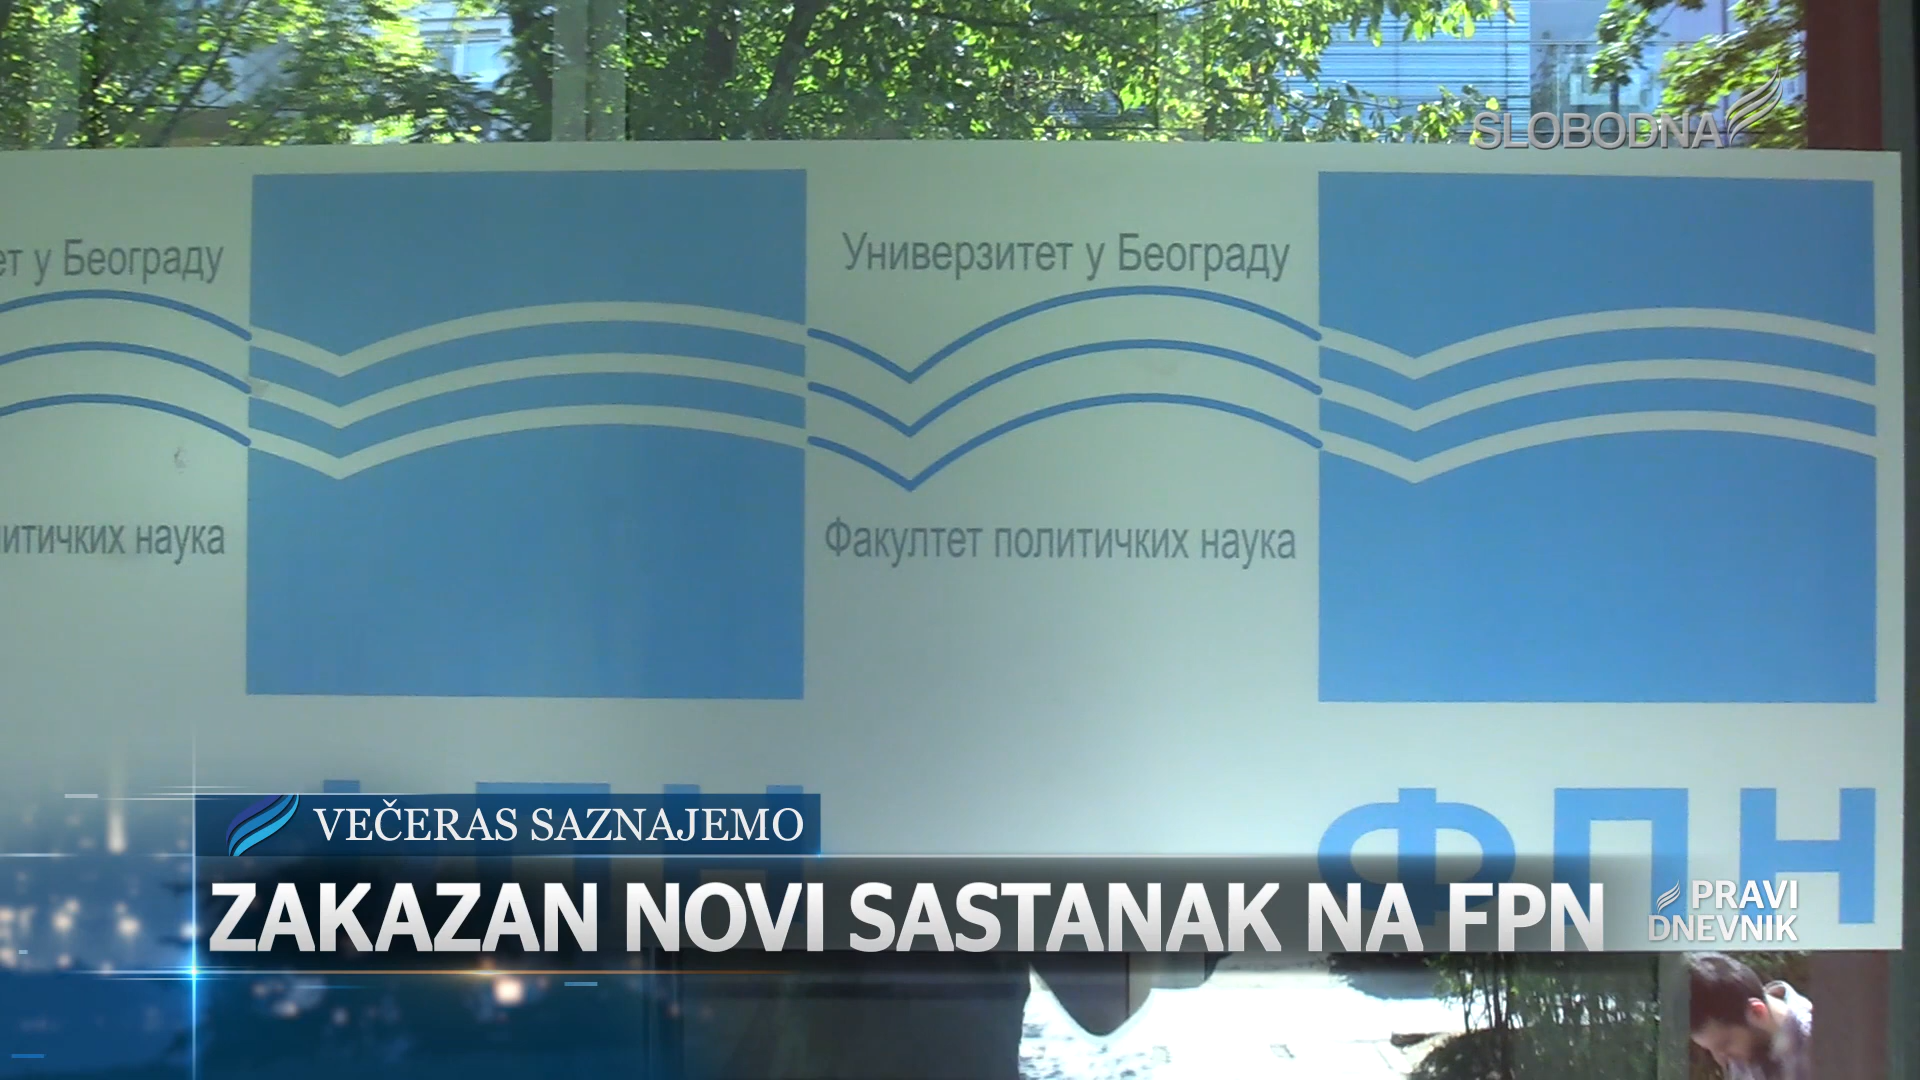 SLOBODNA
ет у Београду
Универзитет у Београду
итичких наука
Факултет политичких наука
ФПН
VEČERAS SAZNAJEMO
ZAKAZAN NOVI SASTANAK NA FPN
PRAVI
DNEVNIK